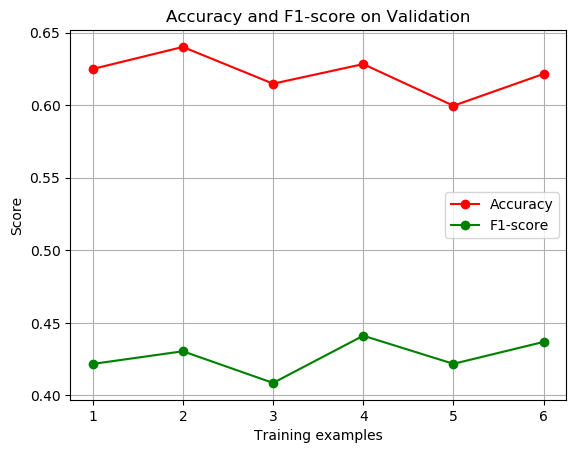 Accuracy and F1-score on Validation
0.65
0.60
0.55
0.50
0.45
0.40
Score
Accuracy
F1-score
1 2 3 4 5 6
Training examples